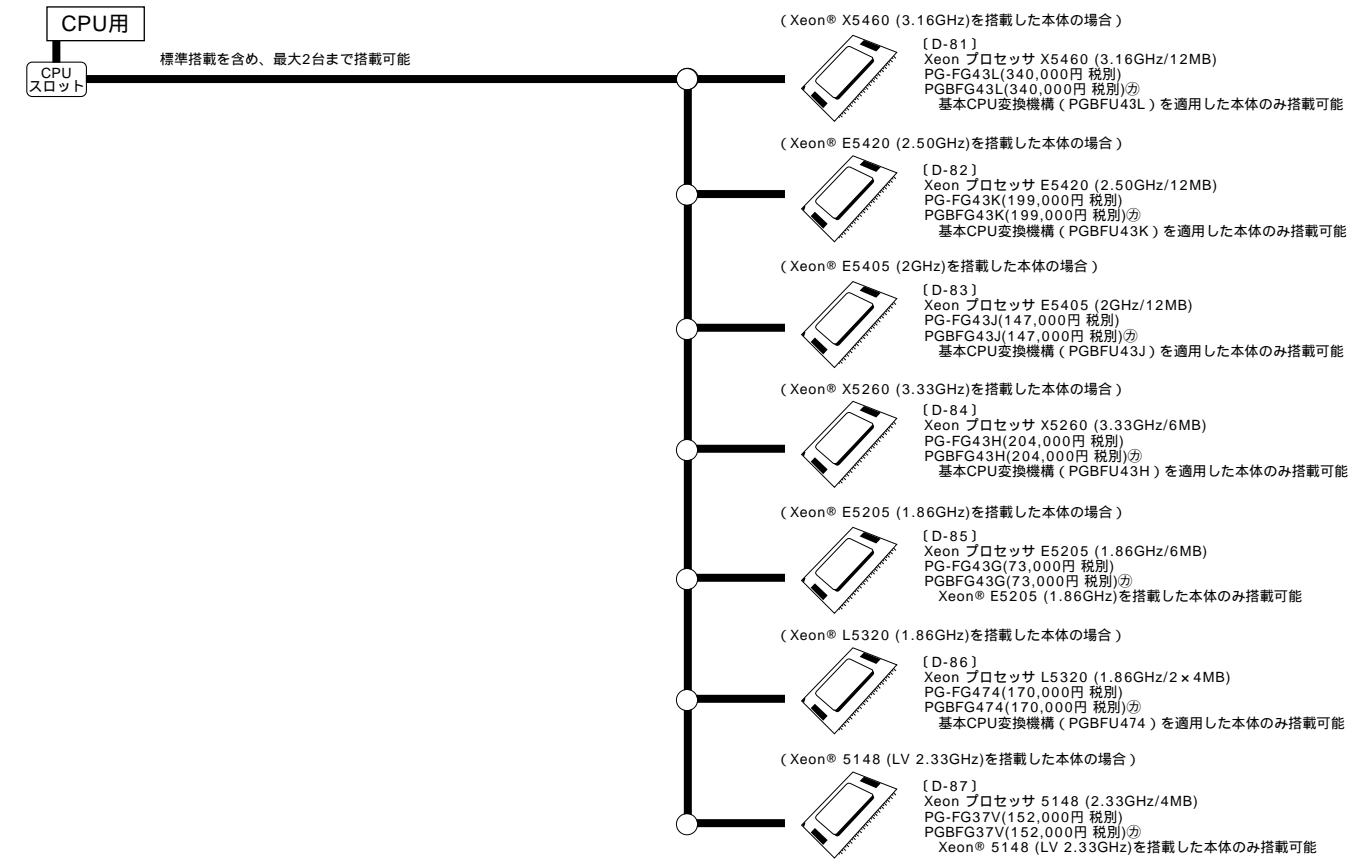 CPU用
CPU
スロット
標準搭載を含め、最大2台まで搭載可能
(Xeon® X5460 (3.16GHz)を搭載した本体の場合)
〔D-81〕
Xeon プロセッサ X5460 (3.16GHz/12MB)
PG-FG43L(340,000円 税別)
PGBFG43L(340,000円 税別)㋕
基本CPU変換機構(PGBFU43L)を適用した本体のみ搭載可能
(Xeon® E5420 (2.50GHz)を搭載した本体の場合)
〔D-82〕
Xeon プロセッサ E5420 (2.50GHz/12MB)
PG-FG43K(199,000円 税別)
PGBFG43K(199,000円 税別)㋕
基本CPU変換機構(PGBFU43K)を適用した本体のみ搭載可能
(Xeon® E5405 (2GHz)を搭載した本体の場合)
〔D-83〕
Xeon プロセッサ E5405 (2GHz/12MB)
PG-FG43J(147,000円 税別)
PGBFG43J(147,000円 税別)㋕
基本CPU変換機構(PGBFU43J)を適用した本体のみ搭載可能
(Xeon® X5260 (3.33GHz)を搭載した本体の場合)
〔D-84〕
Xeon プロセッサ X5260 (3.33GHz/6MB)
PG-FG43H(204,000円 税別)
PGBFG43H(204,000円 税別)㋕
基本CPU変換機構(PGBFU43H)を適用した本体のみ搭載可能
(Xeon® E5205 (1.86GHz)を搭載した本体の場合)
〔D-85〕
Xeon プロセッサ E5205 (1.86GHz/6MB)
PG-FG43G(73,000円 税別)
PGBFG43G(73,000円 税別)㋕
Xeon® E5205 (1.86GHz)を搭載した本体のみ搭載可能
(Xeon® L5320 (1.86GHz)を搭載した本体の場合)
〔D-86〕
Xeon プロセッサ L5320 (1.86GHz/2×4MB)
PG-FG474(170,000円 税別)
PGBFG474(170,000円 税別)㋕
基本CPU変換機構(PGBFU474)を適用した本体のみ搭載可能
(Xeon® 5148 (LV 2.33GHz)を搭載した本体の場合)
〔D-87〕
Xeon プロセッサ 5148 (2.33GHz/4MB)
PG-FG37V(152,000円 税別)
PGBFG37V(152,000円 税別)㋕
Xeon® 5148 (LV 2.33GHz)を搭載した本体のみ搭載可能